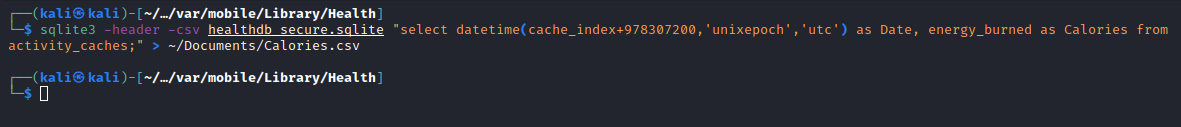 ┌──(kali㉿kali)-[~/…/var/mobile/Library/Health]
└─$ sqlite3 -header -csv healthdb_secure.sqlite "select datetime(cache_index+978307200,'unixepoch','utc') as Date, energy_burned as Calories from
activity_caches;" > ~/Documents/Calories.csv
┌──(kali㉿kali)-[~/…/var/mobile/Library/Health]
└─$